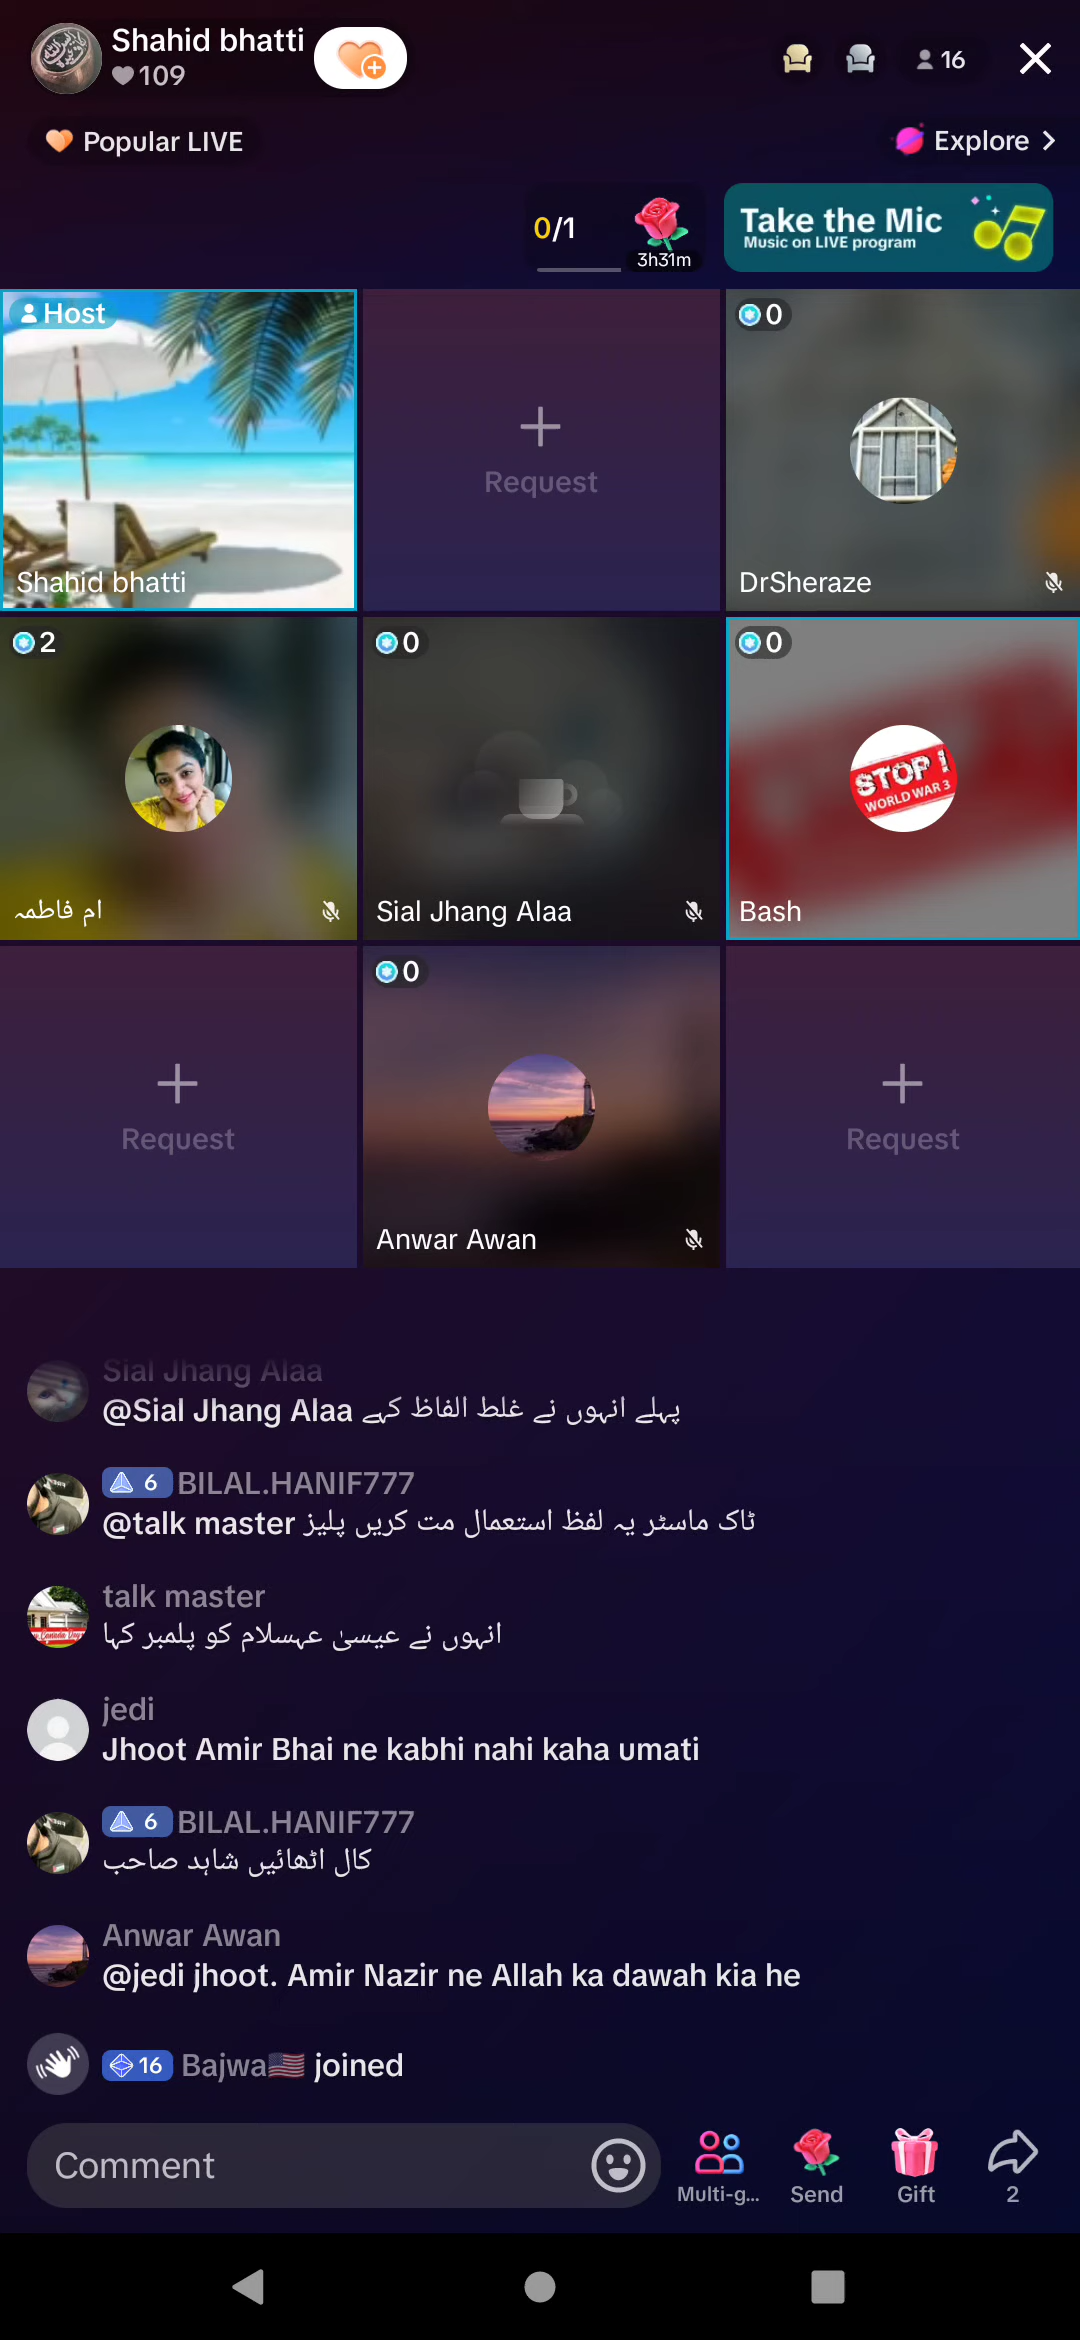 Shahid bhatti
109
16
Popular LIVE
Explore
0/1
3h31m
Take the Mic
Music on LIVE program
Host
Shahid bhatti
Request
0
DrSheraze
2
ام فاطمہ
0
Sial Jhang Alaa
0
STOP !
WORLD WAR 3
Bash
Request
0
Anwar Awan
Request
Sial Jhang Alaa
@Sial Jhang Alaa پہلے انہوں نے غلط الفاظ کہے
6 BILAL.HANIF777
@talk master ٹاک ماسٹر یہ لفظ استعمال مت کریں پلیز
talk master
انہوں نے عیسیٰ عہسلام کو پلمبر کہا
jedi
Jhoot Amir Bhai ne kabhi nahi kaha umati
6 BILAL.HANIF777
کال اٹھائیں شاہد صاحب
Anwar Awan
@jedi jhoot. Amir Nazir ne Allah ka dawah kia he
16 Bajwa🇺🇸 joined
Comment
Multi-g...
Send
Gift
2